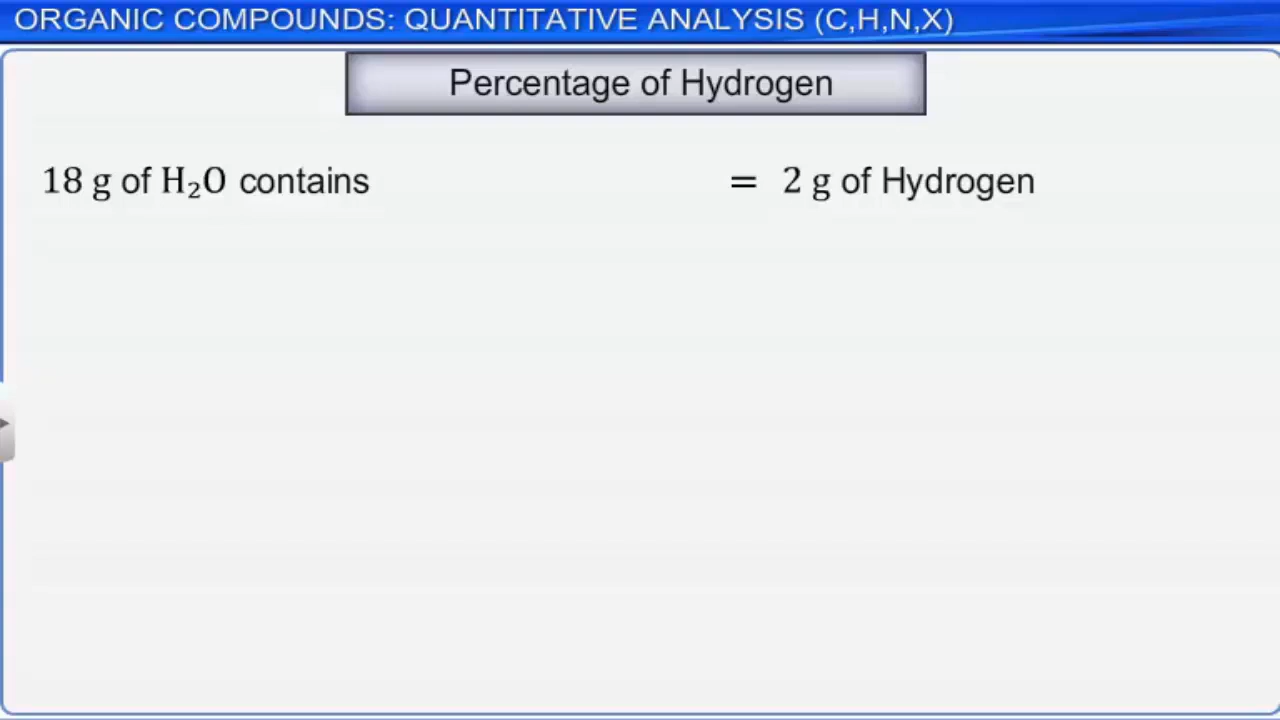 ORGANIC COMPOUNDS: QUANTITATIVE ANALYSIS (C,H,N,X)
Percentage of Hydrogen
18 g of H₂O contains = 2 g of Hydrogen